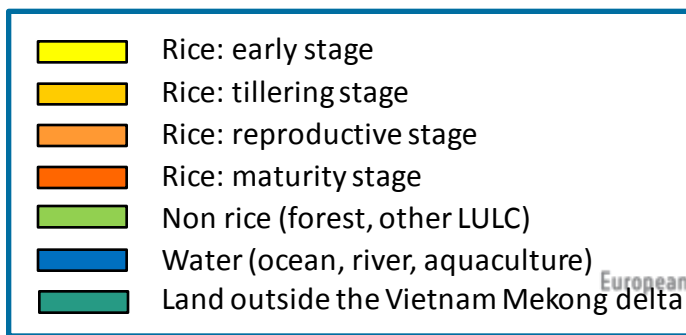 Rice: early stage
Rice: tillering stage
Rice: reproductive stage
Rice: maturity stage
Non rice (forest, other LULC)
Water (ocean, river, aquaculture)
European
Land outside the Vietnam Mekong delta